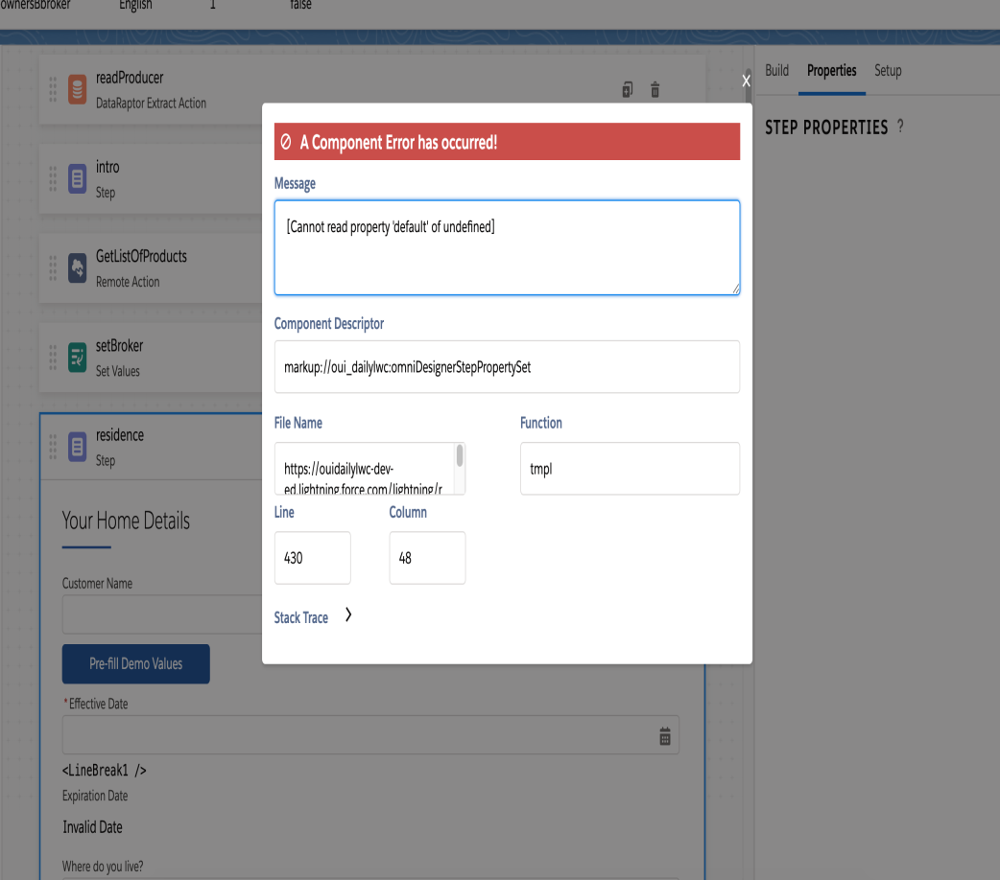 ownersBbroker English 1 false
readProducer
DataRaptor Extract Action
intro
Step
GetListOfProducts
Remote Action
setBroker
Set Values
residence
Step
Your Home Details
Customer Name
Pre-fill Demo Values
* Effective Date
<LineBreak1 />
Expiration Date
Invalid Date
Where do you live?
X
A Component Error has occurred!
Message
[Cannot read property 'default' of undefined]
Component Descriptor
markup://oui_dailylwc:omniDesignerStepPropertySet
File Name Function
https://ouidailylwc-dev-
ed.lightning.force.com/lightning/r
tmpl
Line Column
430 48
Stack Trace
Build Properties Setup
STEP PROPERTIES ?